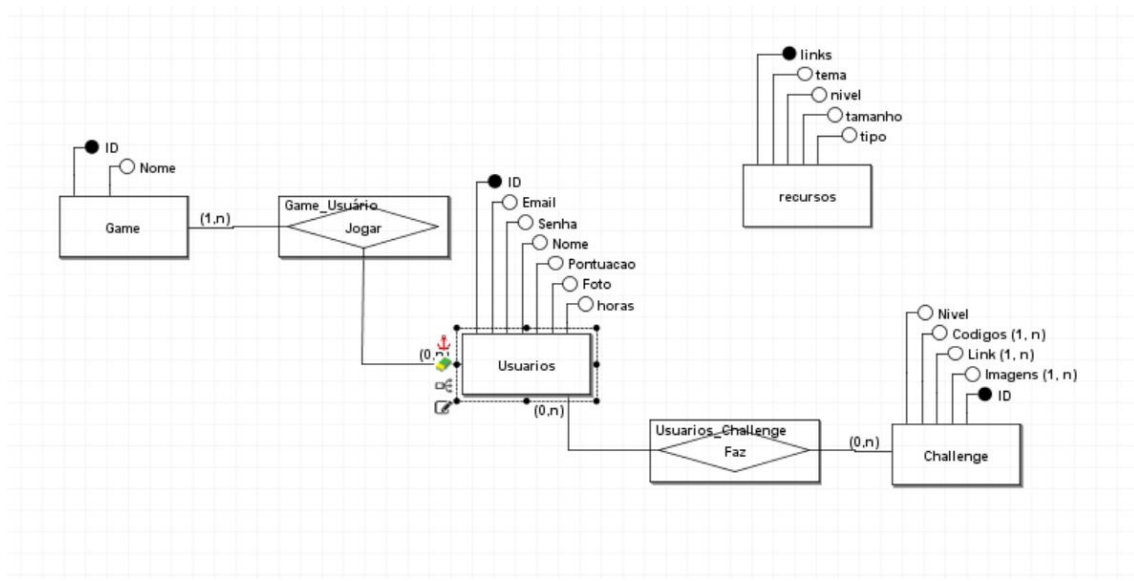 links
tema
nivel
tamanho
tipo
recursos
ID
Nome
Game
(1,n)
Game_Usuário
Jogar
ID
Email
Senha
Nome
Pontuacao
Foto
horas
(0,n)
Usuarios
(0,n)
Usuarios_Challenge
Faz
(0,n)
Nivel
Codigos (1, n)
Link (1, n)
Imagens (1, n)
ID
Challenge